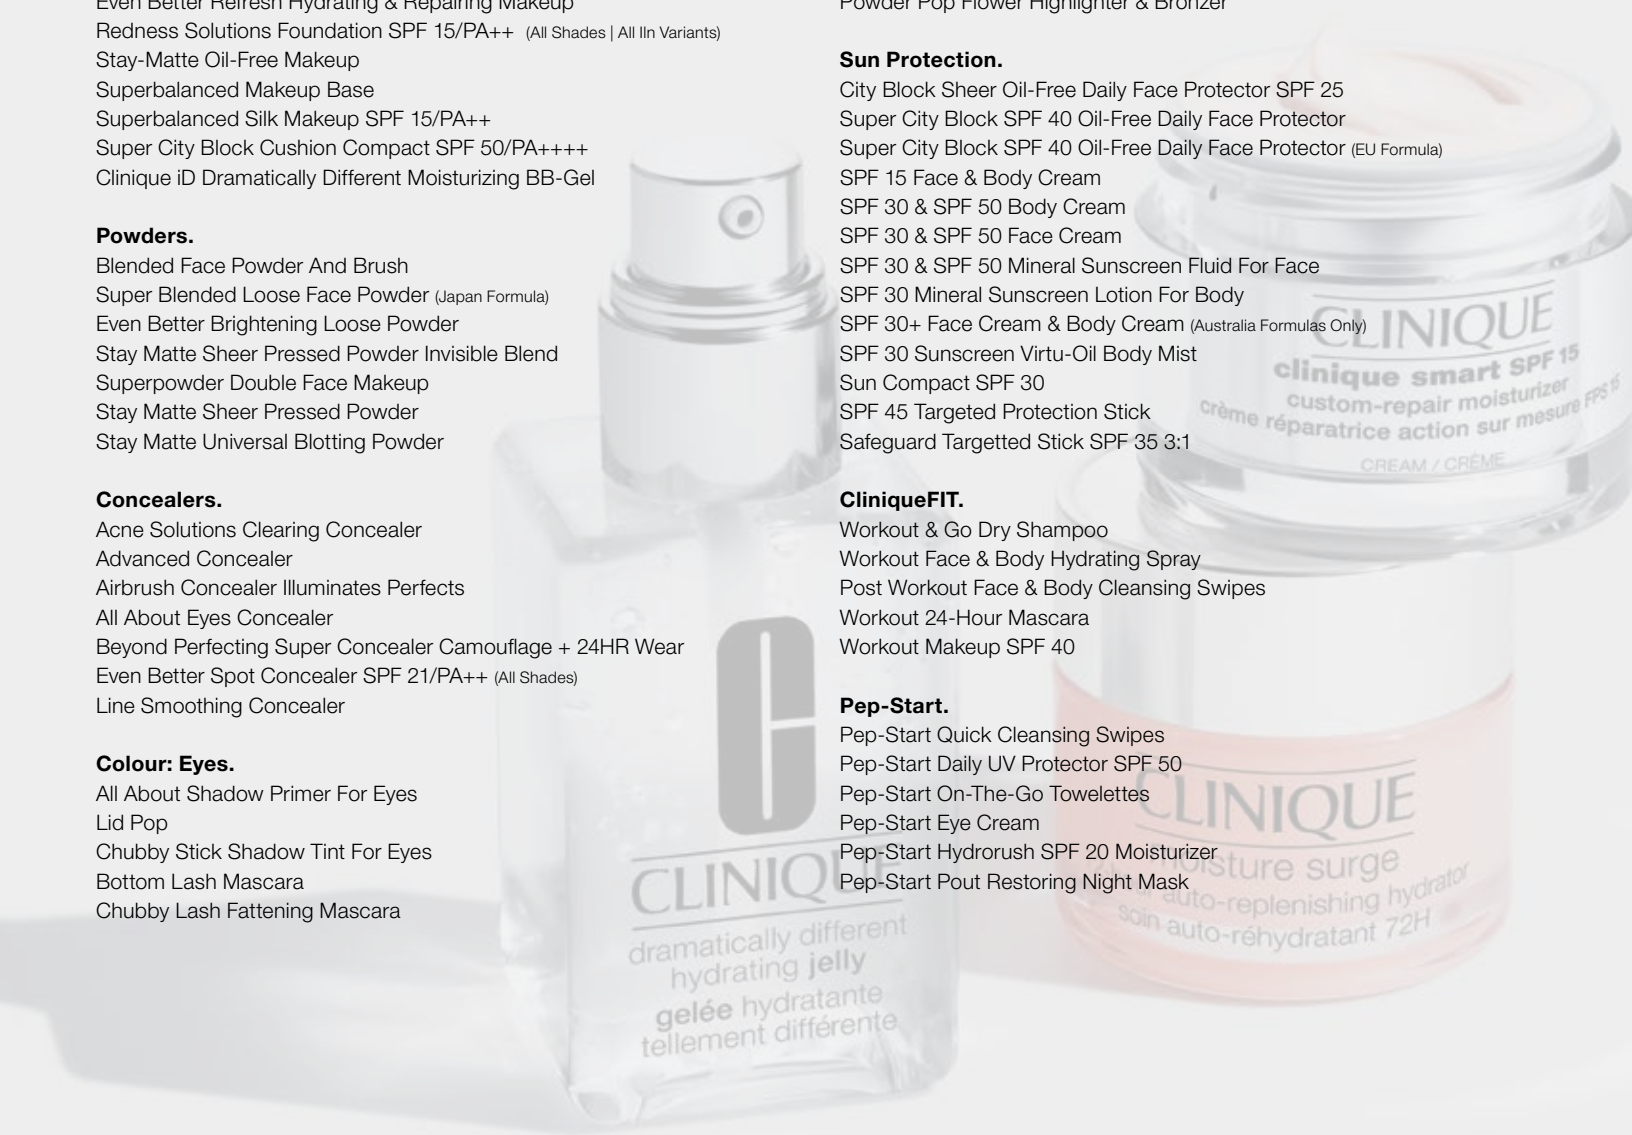 Even Better Refresh Hydrating & Repairing Makeup
Redness Solutions Foundation SPF 15/PA++ (All Shades | All IIn Variants)
Stay-Matte Oil-Free Makeup
Superbalanced Makeup Base
Superbalanced Silk Makeup SPF 15/PA++
Super City Block Cushion Compact SPF 50/PA++++
Clinique iD Dramatically Different Moisturizing BB-Gel
Powders.
Blended Face Powder And Brush
Super Blended Loose Face Powder (Japan Formula)
Even Better Brightening Loose Powder
Stay Matte Sheer Pressed Powder Invisible Blend
Superpowder Double Face Makeup
Stay Matte Sheer Pressed Powder
Stay Matte Universal Blotting Powder
Concealers.
Acne Solutions Clearing Concealer
Advanced Concealer
Airbrush Concealer Illuminates Perfects
All About Eyes Concealer
Beyond Perfecting Super Concealer Camouflage + 24HR Wear
Even Better Spot Concealer SPF 21/PA++ (All Shades)
Line Smoothing Concealer
Colour: Eyes.
All About Shadow Primer For Eyes
Lid Pop
Chubby Stick Shadow Tint For Eyes
Bottom Lash Mascara
Chubby Lash Fattening Mascara
Powder Pop Flower Highlighter & Bronzer
Sun Protection.
City Block Sheer Oil-Free Daily Face Protector SPF 25
Super City Block SPF 40 Oil-Free Daily Face Protector
Super City Block SPF 40 Oil-Free Daily Face Protector (EU Formula)
SPF 15 Face & Body Cream
SPF 30 & SPF 50 Body Cream
SPF 30 & SPF 50 Face Cream
SPF 30 & SPF 50 Mineral Sunscreen Fluid For Face
SPF 30 Mineral Sunscreen Lotion For Body
SPF 30+ Face Cream & Body Cream (Australia Formulas Only)
SPF 30 Sunscreen Virtu-Oil Body Mist
Sun Compact SPF 30
SPF 45 Targeted Protection Stick
Safeguard Targetted Stick SPF 35 3:1
CliniqueFIT.
Workout & Go Dry Shampoo
Workout Face & Body Hydrating Spray
Post Workout Face & Body Cleansing Swipes
Workout 24-Hour Mascara
Workout Makeup SPF 40
Pep-Start.
Pep-Start Quick Cleansing Swipes
Pep-Start Daily UV Protector SPF 50
Pep-Start On-The-Go Towelettes
Pep-Start Eye Cream
Pep-Start Hydrorush SPF 20 Moisturizer
Pep-Start Pout Restoring Night Mask
CLINIQUE
clinique smart SPF 15
custom-repair moisturizer
crème réparatrice action sur mesure FPS 15
CREAM / CRÈME
C
CLINIQUE
dramatically different
hydrating jelly
gelée hydratante
tellement différente
CLINIQUE
moisture surge
auto-replenishing hydrator
soin auto-réhydratant 72H